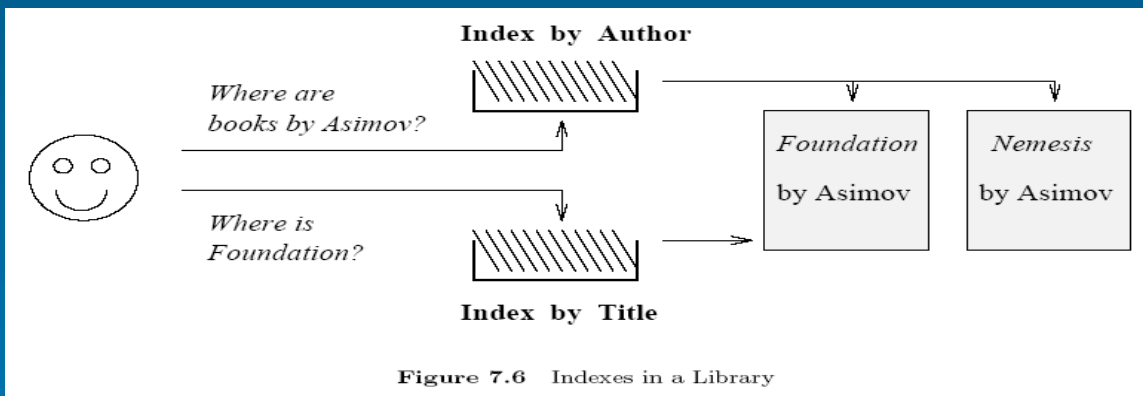 Index by Author
Where are
books by Asimov?
Foundation
by Asimov
Nemesis
by Asimov
Where is
Foundation?
Index by Title
Figure 7.6 Indexes in a Library